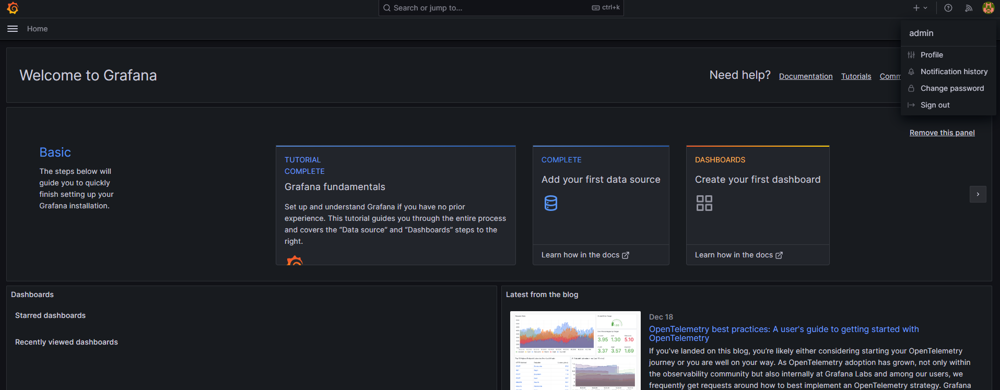 Search or jump to...
ctrl+k
Home
admin
Profile
Notification history
Change password
Sign out
Welcome to Grafana
Need help?
Documentation
Tutorials
Comm
Remove this panel
Basic
The steps below will
guide you to quickly
finish setting up your
Grafana installation.
TUTORIAL
COMPLETE
Grafana fundamentals
Set up and understand Grafana if you have no prior
experience. This tutorial guides you through the entire process
and covers the “Data source” and “Dashboards” steps to the
right.
COMPLETE
Add your first data source
Learn how in the docs
DASHBOARDS
Create your first dashboard
Learn how in the docs
Dashboards
Starred dashboards
Recently viewed dashboards
Latest from the blog
3.95 1.30 5.10
3.37 3.57 1.69
Dec 18
OpenTelemetry best practices: A user's guide to getting started with
OpenTelemetry
If you’ve landed on this blog, you’re likely either considering starting your OpenTelemetry
journey or you are well on your way. As OpenTelemetry adoption has grown, not only within
the observability community but also internally at Grafana Labs and among our users, we
frequently get requests around how to best implement an OpenTelemetry strategy. Grafana